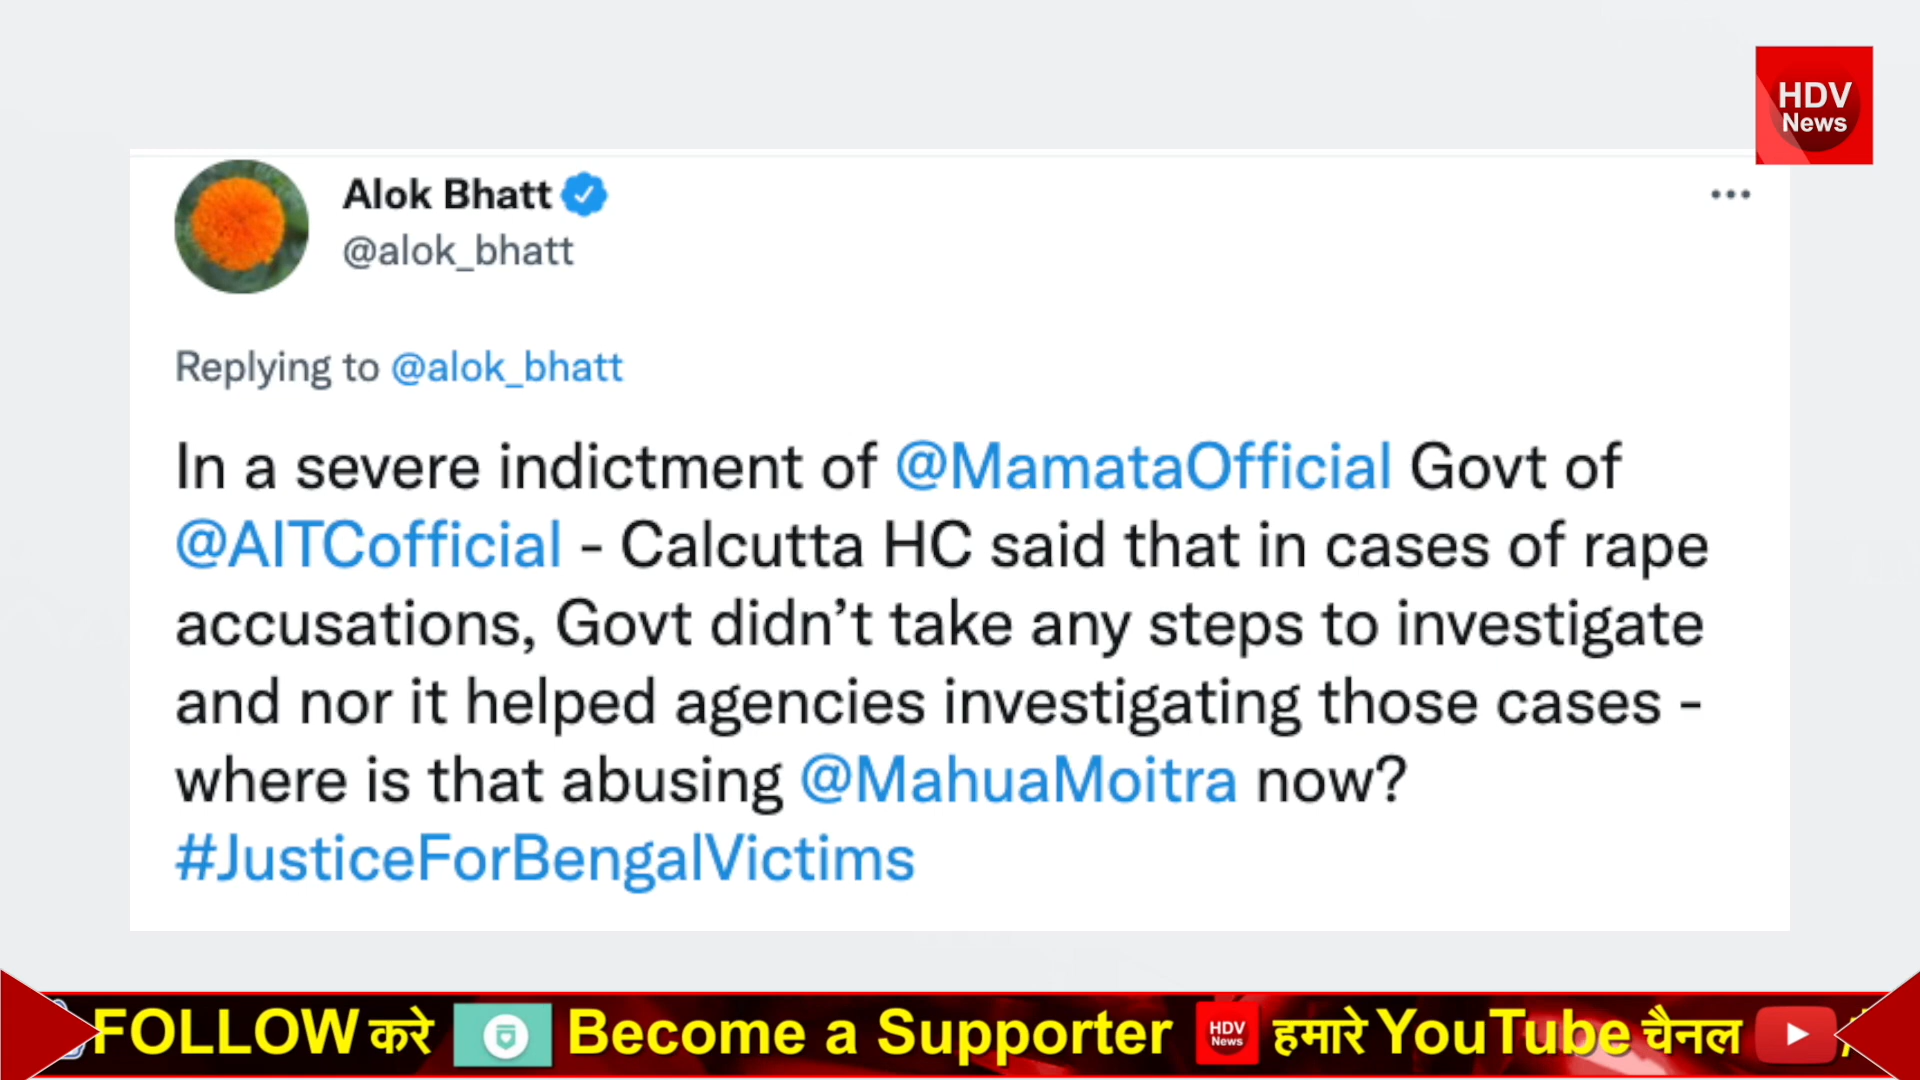 HDV
News
Alok Bhatt
@alok_bhatt
Replying to @alok_bhatt
In a severe indictment of @MamataOfficial Govt of
@AITCofficial - Calcutta HC said that in cases of rape
accusations, Govt didn’t take any steps to investigate
and nor it helped agencies investigating those cases -
where is that abusing @MahuaMoitra now?
#JusticeForBengalVictims
FOLLOW करे Become a Supporter HDV News हमारे YouTube चैनल